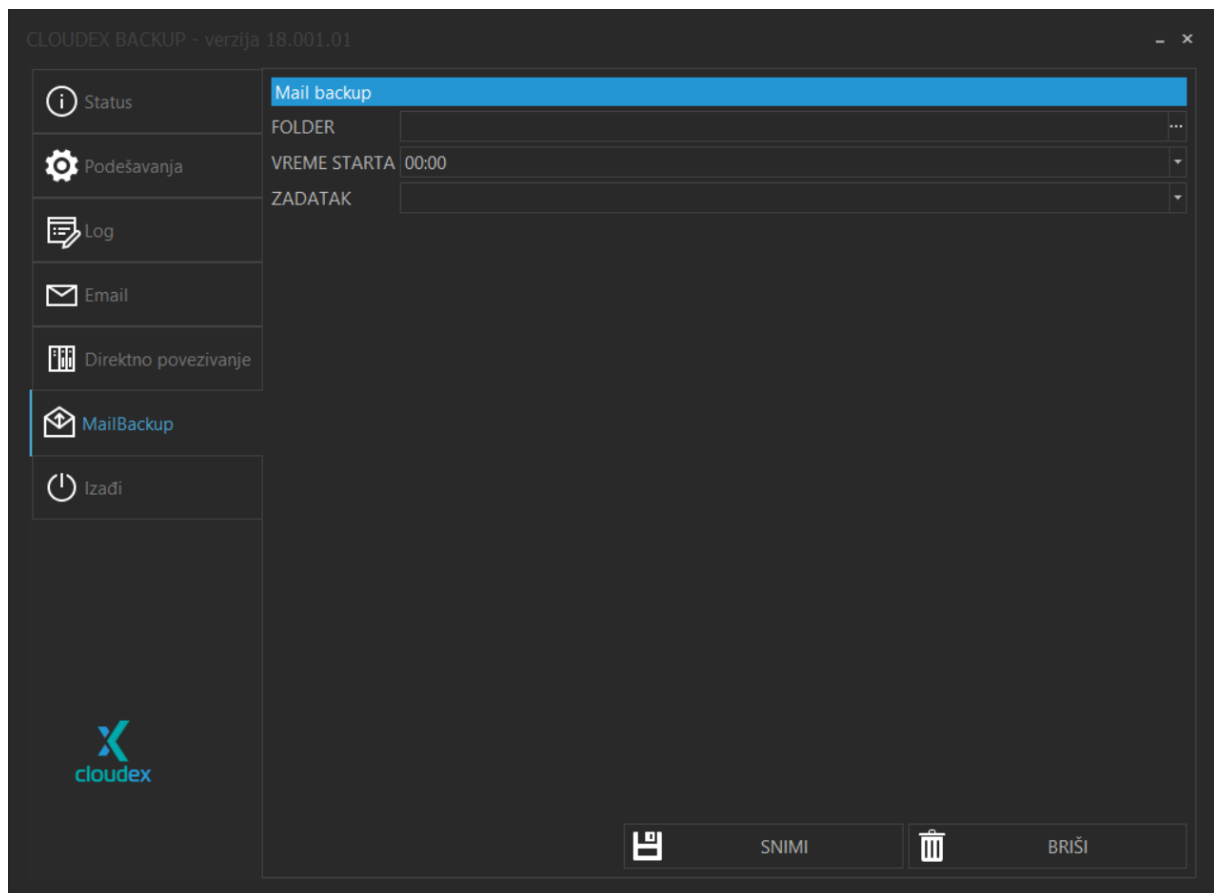 CLOUDEX BACKUP - verzija 18.001.01
Status
Podešavanja
Log
Email
Direktno povezivanje
MailBackup
Izađi
cloudex
Mail backup
FOLDER
VREME STARTA 00:00
ZADATAK
SNIMI
BRIŠI